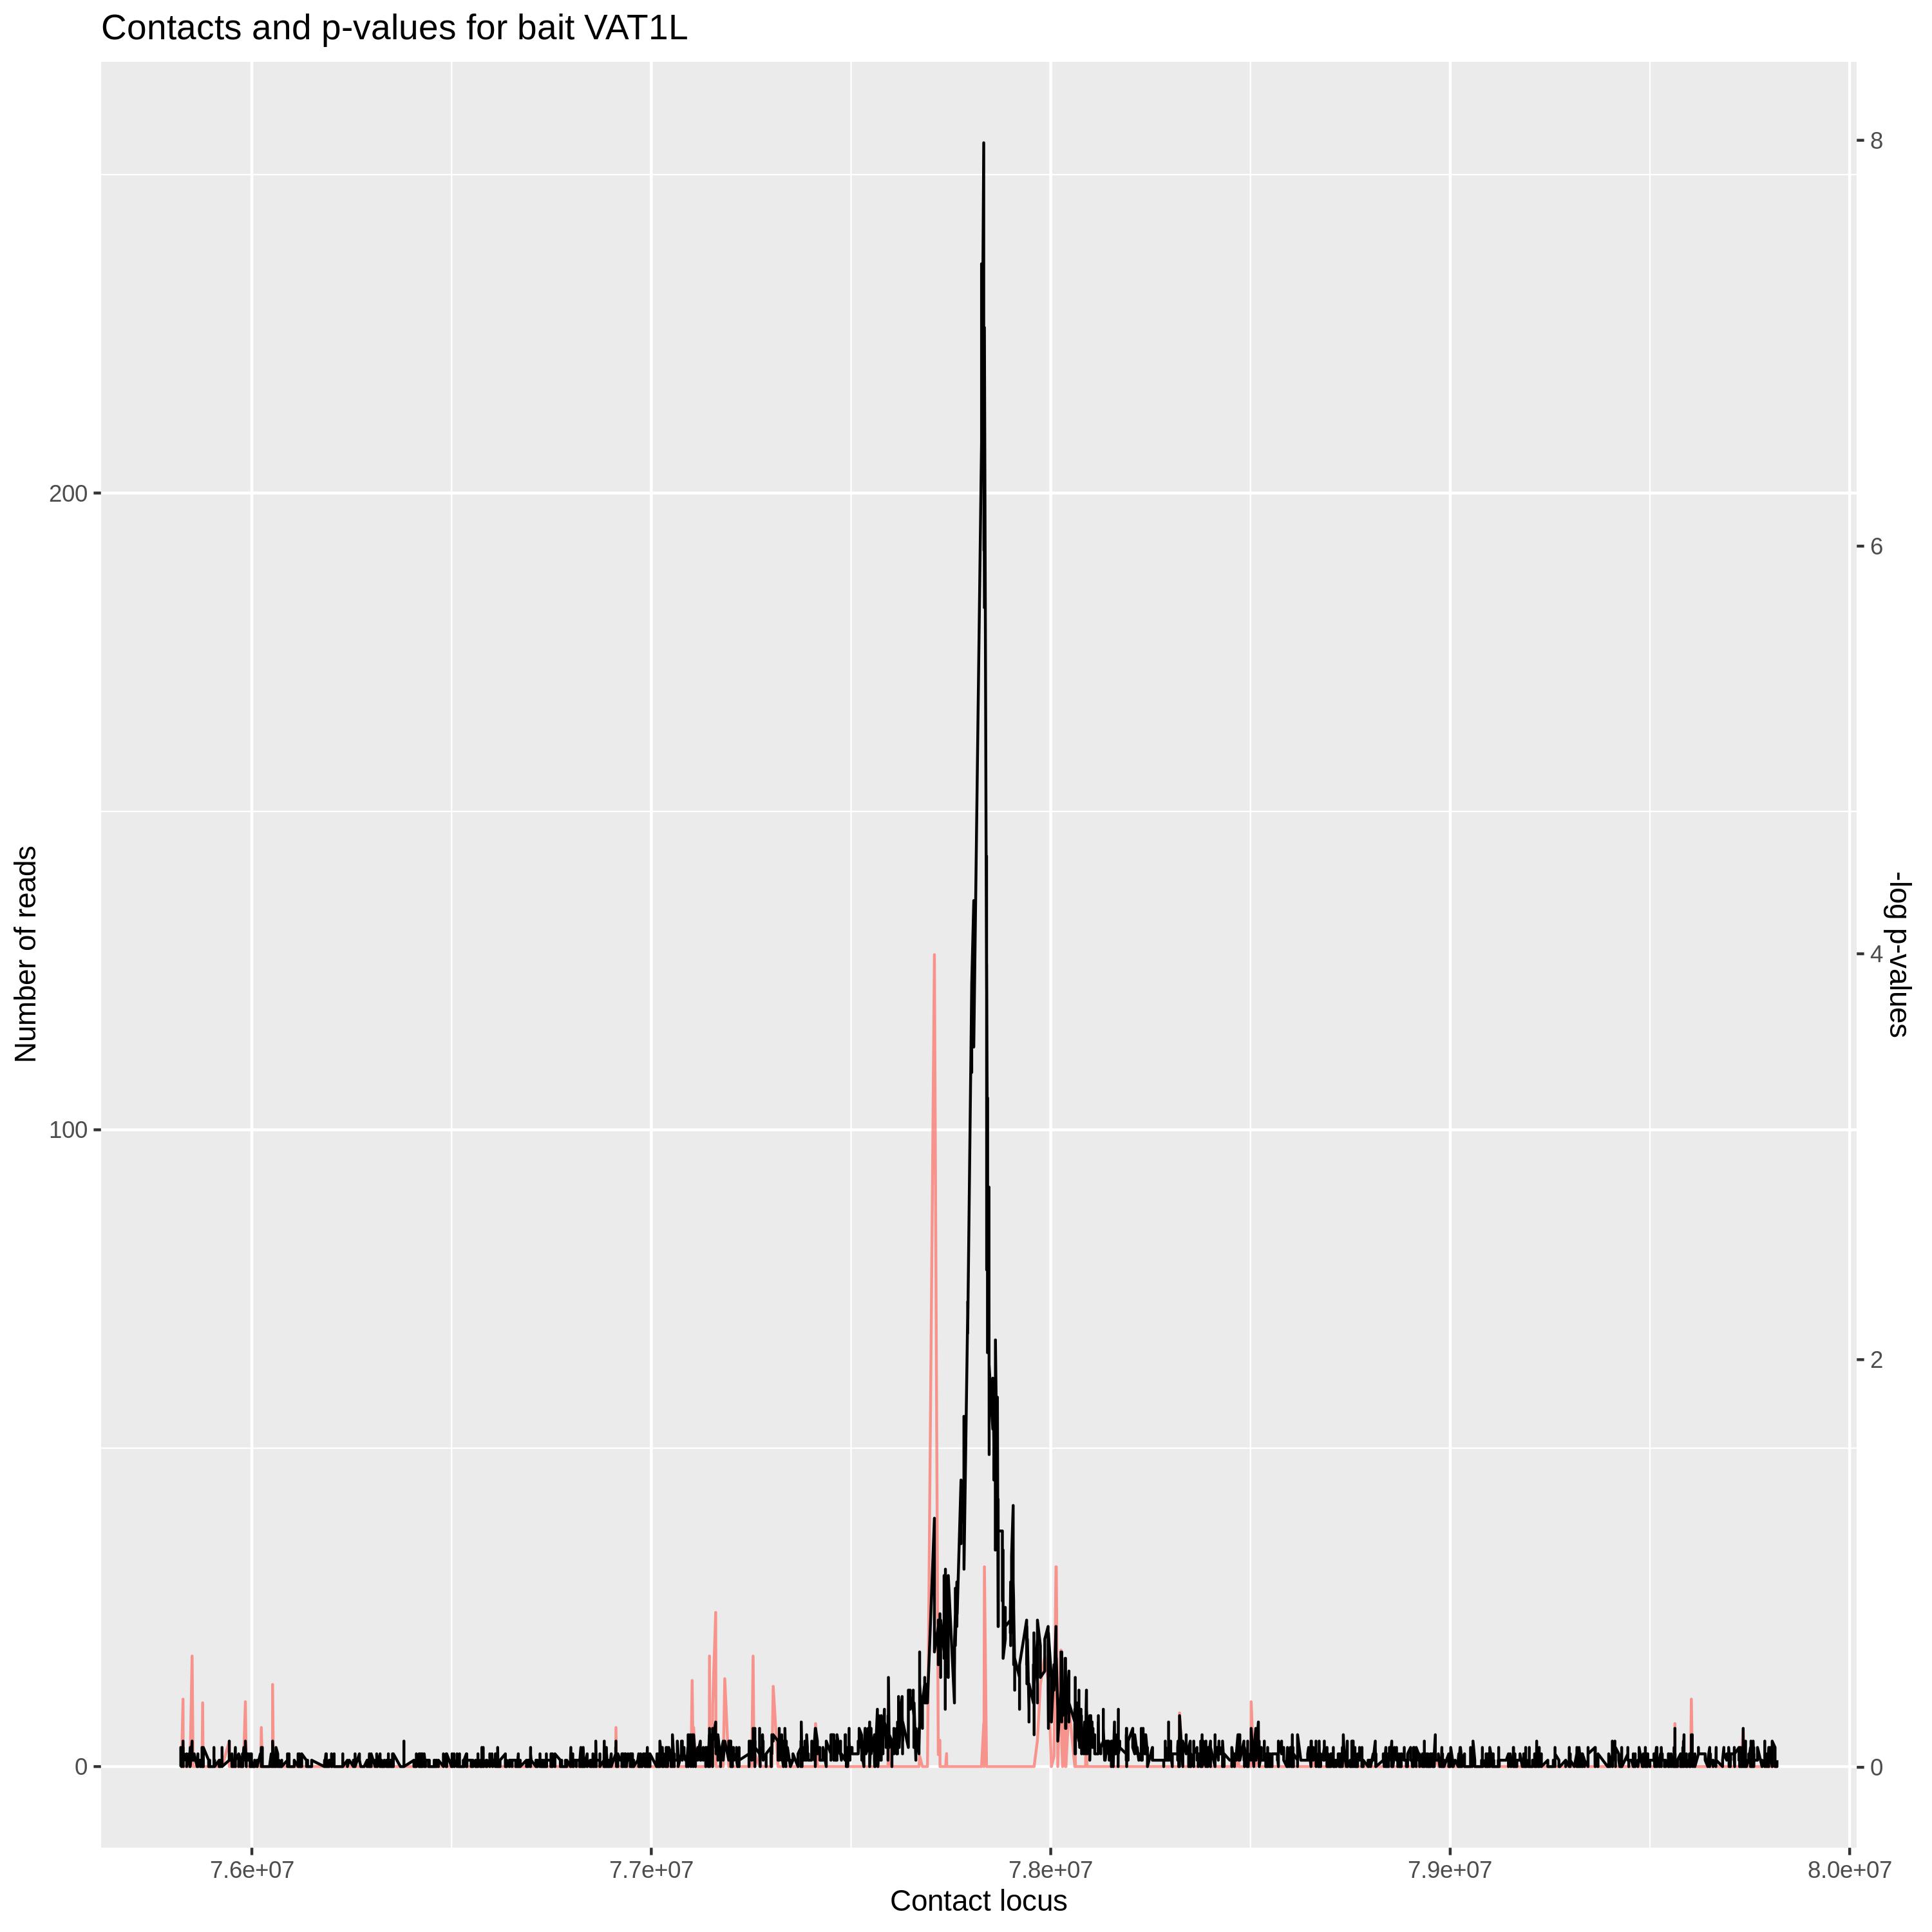 Contacts and p-values for bait VAT1L
Number of reads
200
100
0
8
6
4
2
0
-log p-values
7.6e+07
7.7e+07
7.8e+07
7.9e+07
8.0e+07
Contact locus